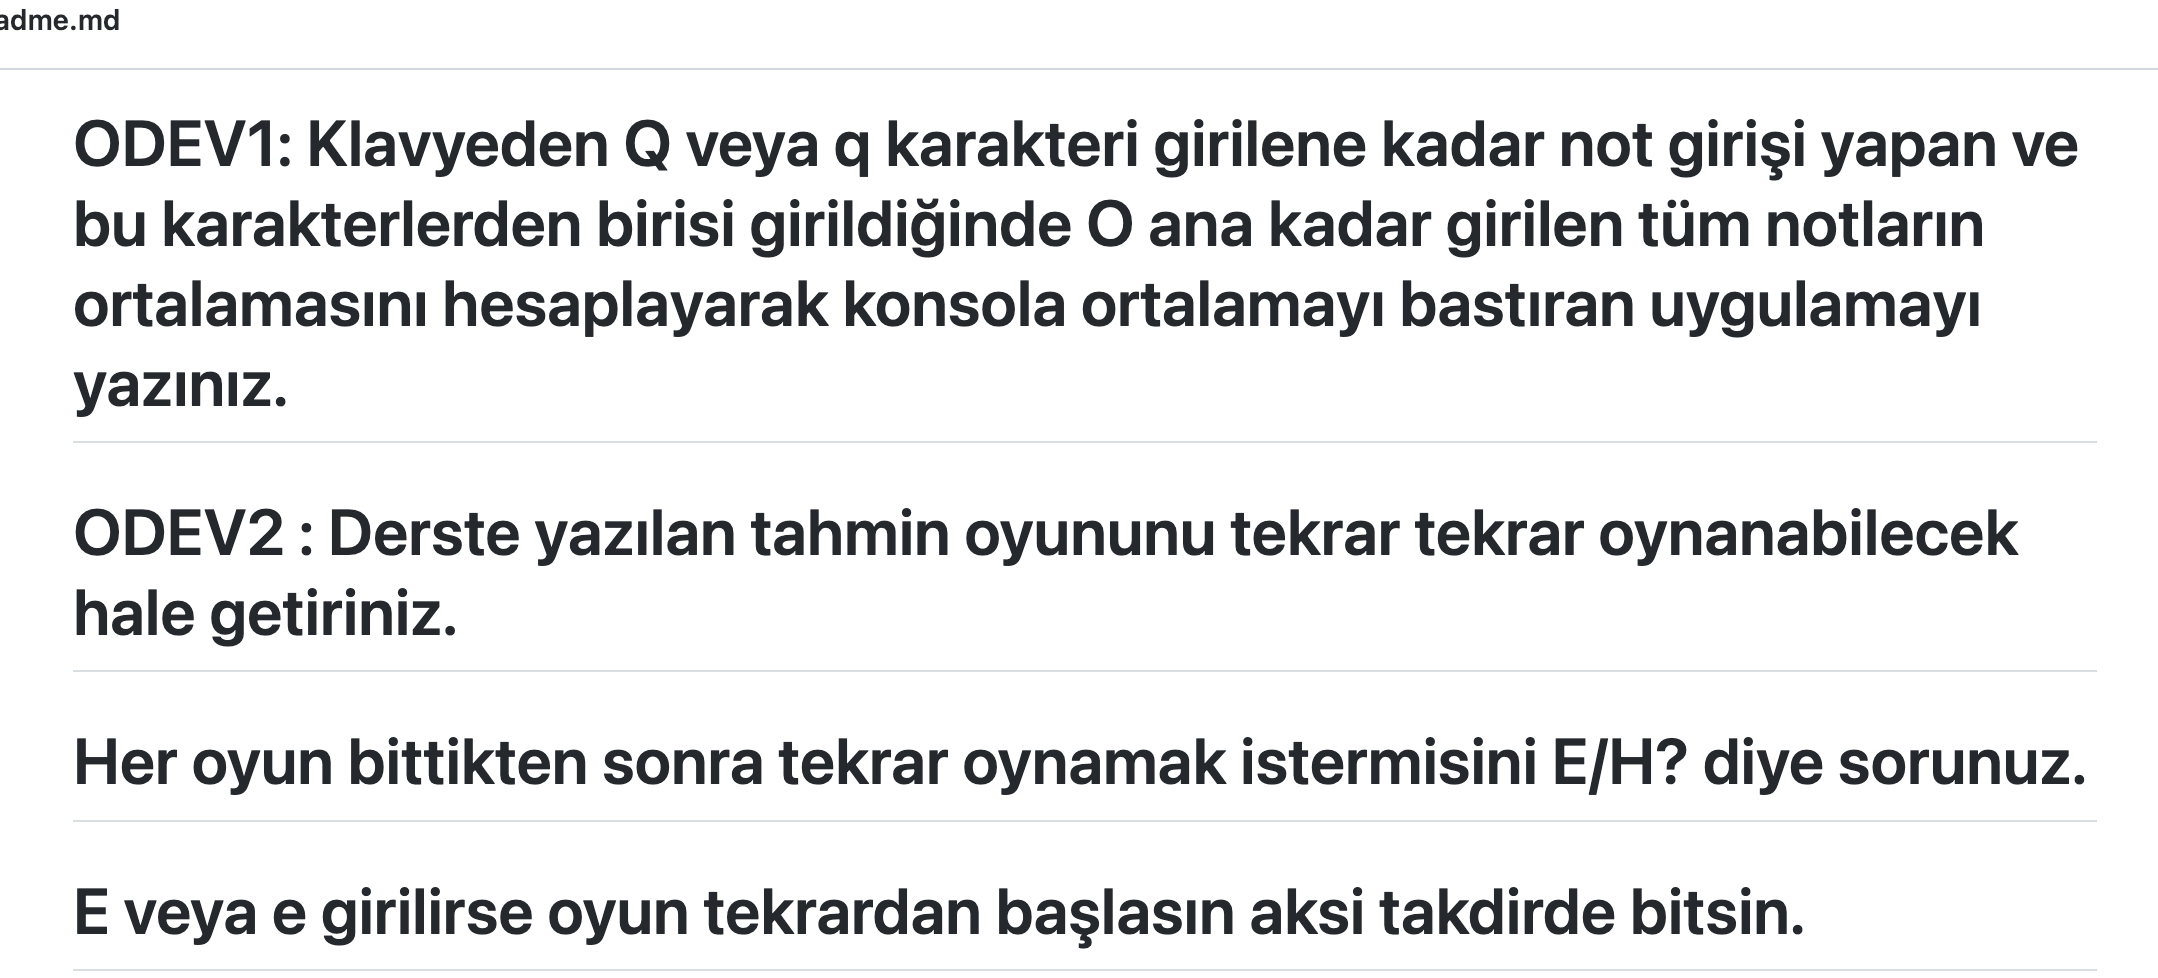 adme.md
ODEV1: Klavyeden Q veya q karakteri girilene kadar not girişi yapan ve
bu karakterlerden birisi girildiğinde O ana kadar girilen tüm notların
ortalamasını hesaplayarak konsola ortalamayı bastıran uygulamayı
yazınız.
ODEV2 : Derste yazılan tahmin oyununu tekrar tekrar oynanabilecek
hale getiriniz.
Her oyun bittikten sonra tekrar oynamak istermisini E/H? diye sorunuz.
E veya e girilirse oyun tekrardan başlasın aksi takdirde bitsin.